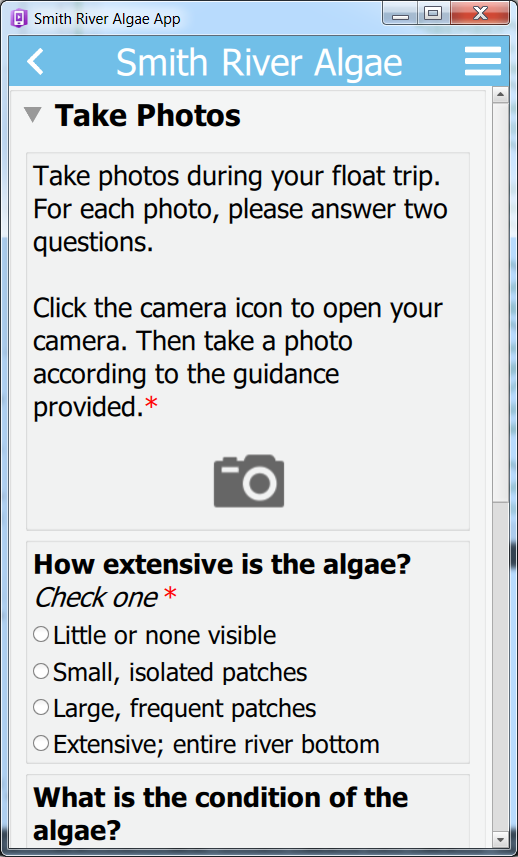 Smith River Algae App
Smith River Algae
Take Photos
Take photos during your float trip.
For each photo, please answer two
questions.
Click the camera icon to open your
camera. Then take a photo
according to the guidance
provided.*
How extensive is the algae?
Check one *
Little or none visible
Small, isolated patches
Large, frequent patches
Extensive; entire river bottom
What is the condition of the
algae?